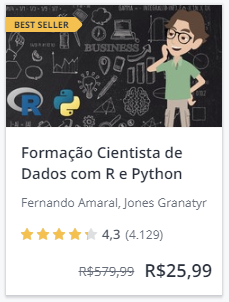 BEST SELLER
BUSINESS
R
Formação Cientista de
Dados com R e Python
Fernando Amaral, Jones Granatyr
4,3 (4.129)
R$579,99 R$25,99